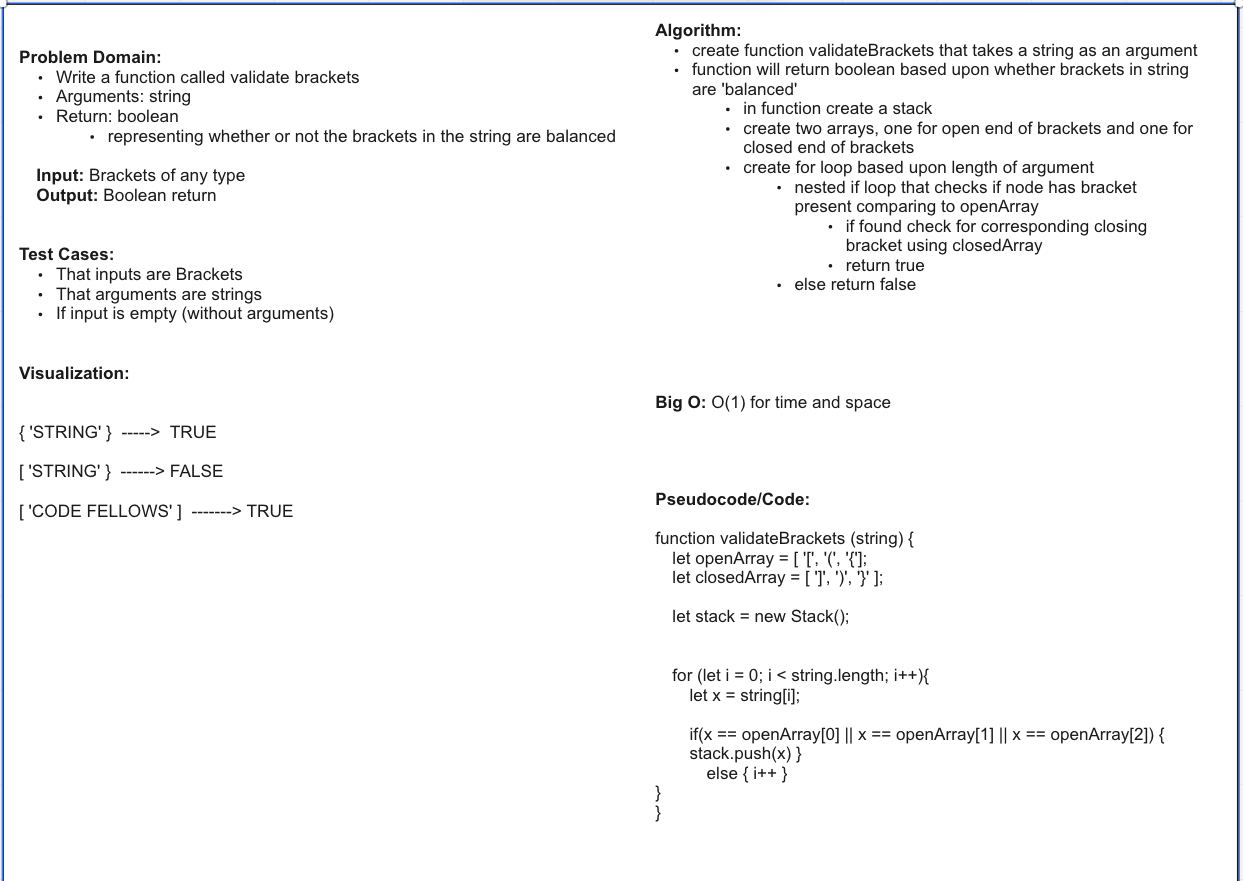 Problem Domain:
• Write a function called validate brackets
• Arguments: string
• Return: boolean
• representing whether or not the brackets in the string are balanced
Input: Brackets of any type
Output: Boolean return
Test Cases:
• That inputs are Brackets
• That arguments are strings
• If input is empty (without arguments)
Visualization:
{ 'STRING' } -----> TRUE
[ 'STRING' } ------> FALSE
[ 'CODE FELLOWS' ] -------> TRUE
Algorithm:
• create function validateBrackets that takes a string as an argument
• function will return boolean based upon whether brackets in string
are 'balanced'
• in function create a stack
• create two arrays, one for open end of brackets and one for
closed end of brackets
• create for loop based upon length of argument
• nested if loop that checks if node has bracket
present comparing to openArray
• if found check for corresponding closing
bracket using closedArray
• return true
• else return false
Big O: O(1) for time and space
Pseudocode/Code:
function validateBrackets (string) {
let openArray = [ '[', '(', '{'];
let closedArray = [ ']', ')', '}' ];
let stack = new Stack();
for (let i = 0; i < string.length; i++){
let x = string[i];
if(x == openArray[0] || x == openArray[1] || x == openArray[2]) {
stack.push(x) }
else { i++ }
}
}